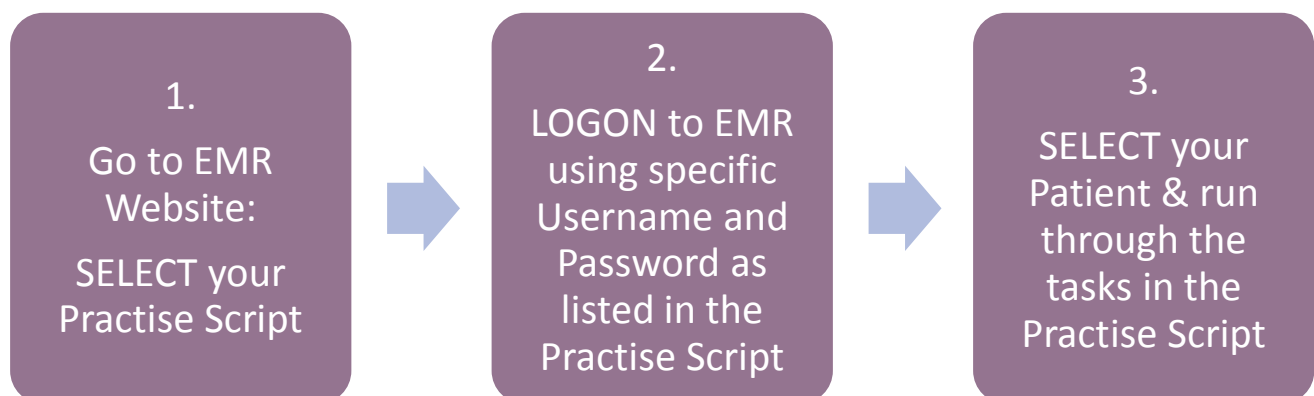 1.
Go to EMR
Website:
SELECT your
Practise Script
2.
LOGON to EMR
using specific
Username and
Password as
listed in the
Practise Script
3.
SELECT your
Patient & run
through the
tasks in the
Practise Script